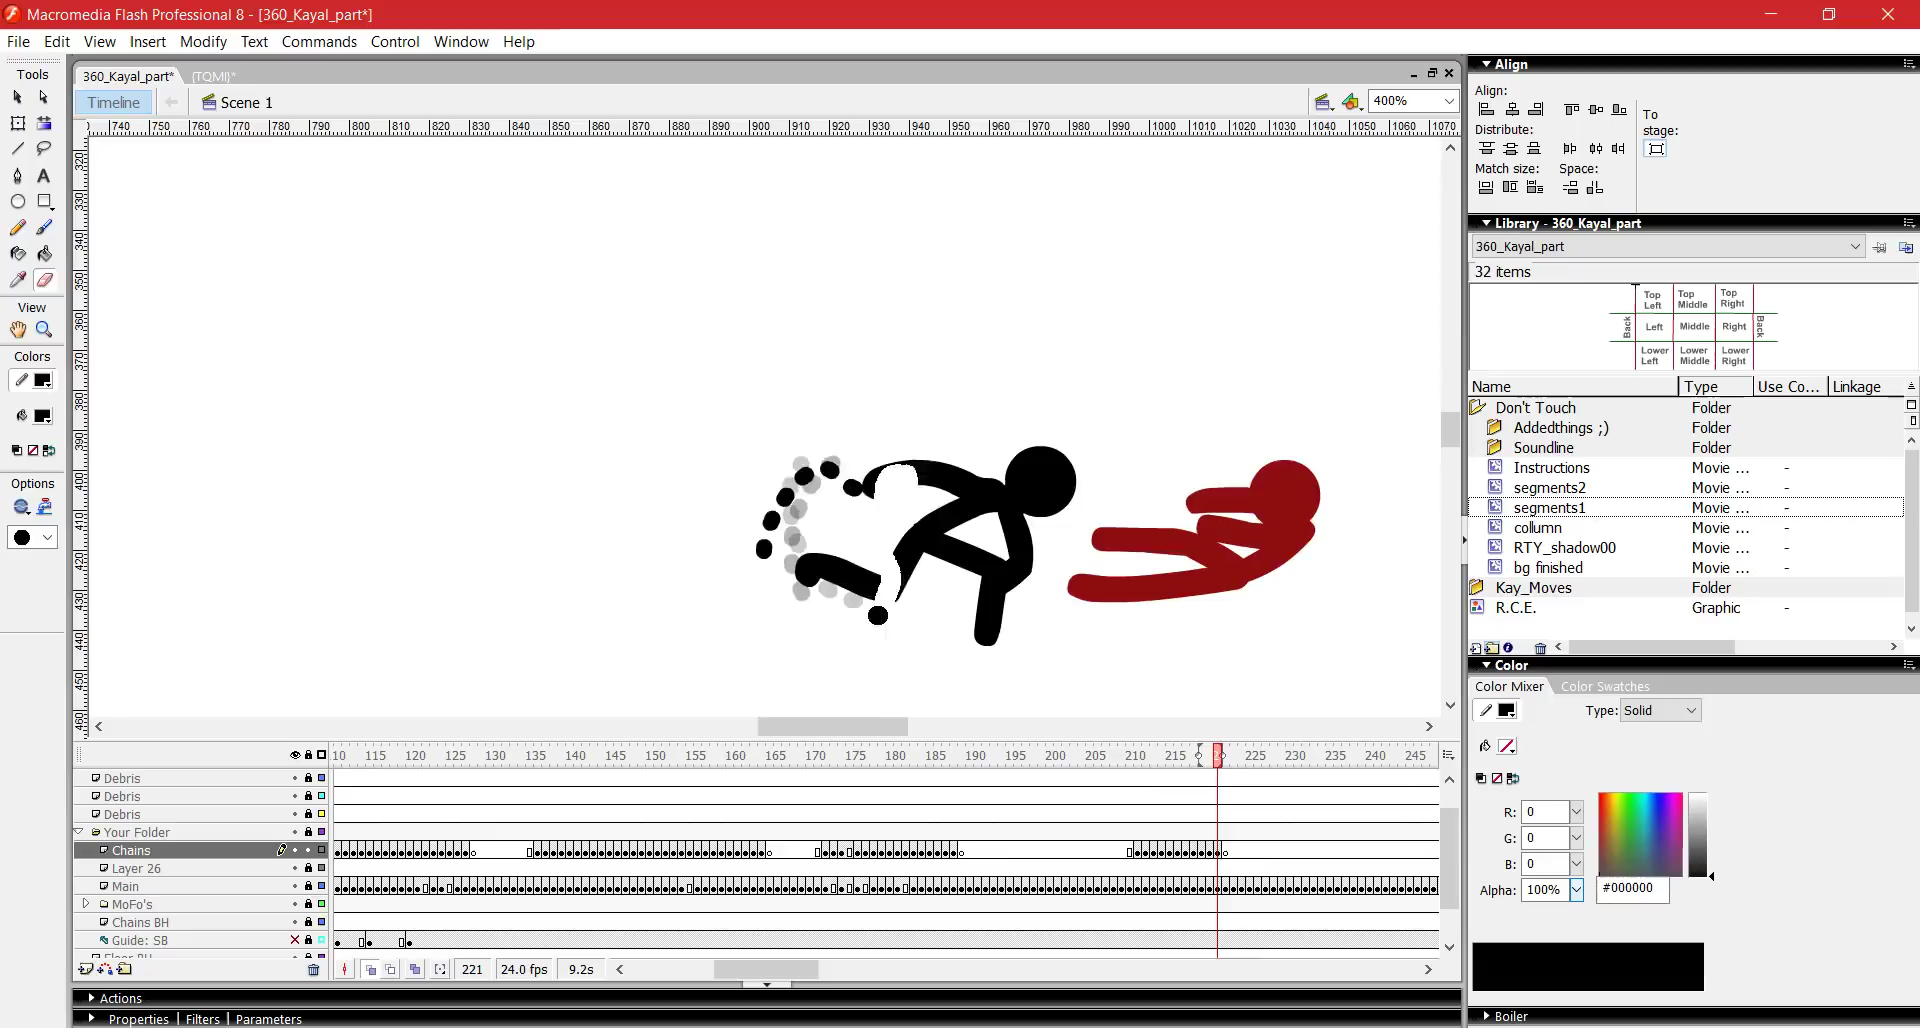 Macromedia Flash Professional 8 - [360_Kayal_part*]
File Edit View Insert Modify Text Commands Control Window Help
Tools
View
Colors
Options
360_Kayal_part* {TQMI}*
Timeline Scene 1 400%
740 750 760 770 780 790 800 810 820 830 840 850 860 870 880 890 900 910 920 930 940 950 960 970 980 990 1000 1010 1020 1030 1040 1050 1060 1070
320
330
340
350
360
370
380
390
400
410
420
430
440
450
460
10 115 120 125 130 135 140 145 150 155 160 165 170 175 180 185 190 195 200 205 210 215 225 230 235 240 245
Debris
Debris
Debris
Your Folder
Chains
Layer 26
Main
MoFo's
Chains BH
Guide: SB
221 24.0 fps 9.2s
Actions
Properties Filters Parameters
Align
Align:
To
stage:
Distribute:
Match size: Space:
Library - 360_Kayal_part
360_Kayal_part
32 items
Top Left Top Middle Top Right
Back Left Middle Right Back
Lower Left Lower Middle Lower Right
Name Type Use Co... Linkage
Don't Touch Folder
Addedthings ;) Folder
Soundline Folder
Instructions Movie ... -
segments2 Movie ... -
segments1 Movie ... -
collumn Movie ... -
RTY_shadow00 Movie ... -
bg finished Movie ... -
Kay_Moves Folder
R.C.E. Graphic -
Color
Color Mixer Color Swatches
Type: Solid
R: 0
G: 0
B: 0
Alpha: 100% #000000
Boiler